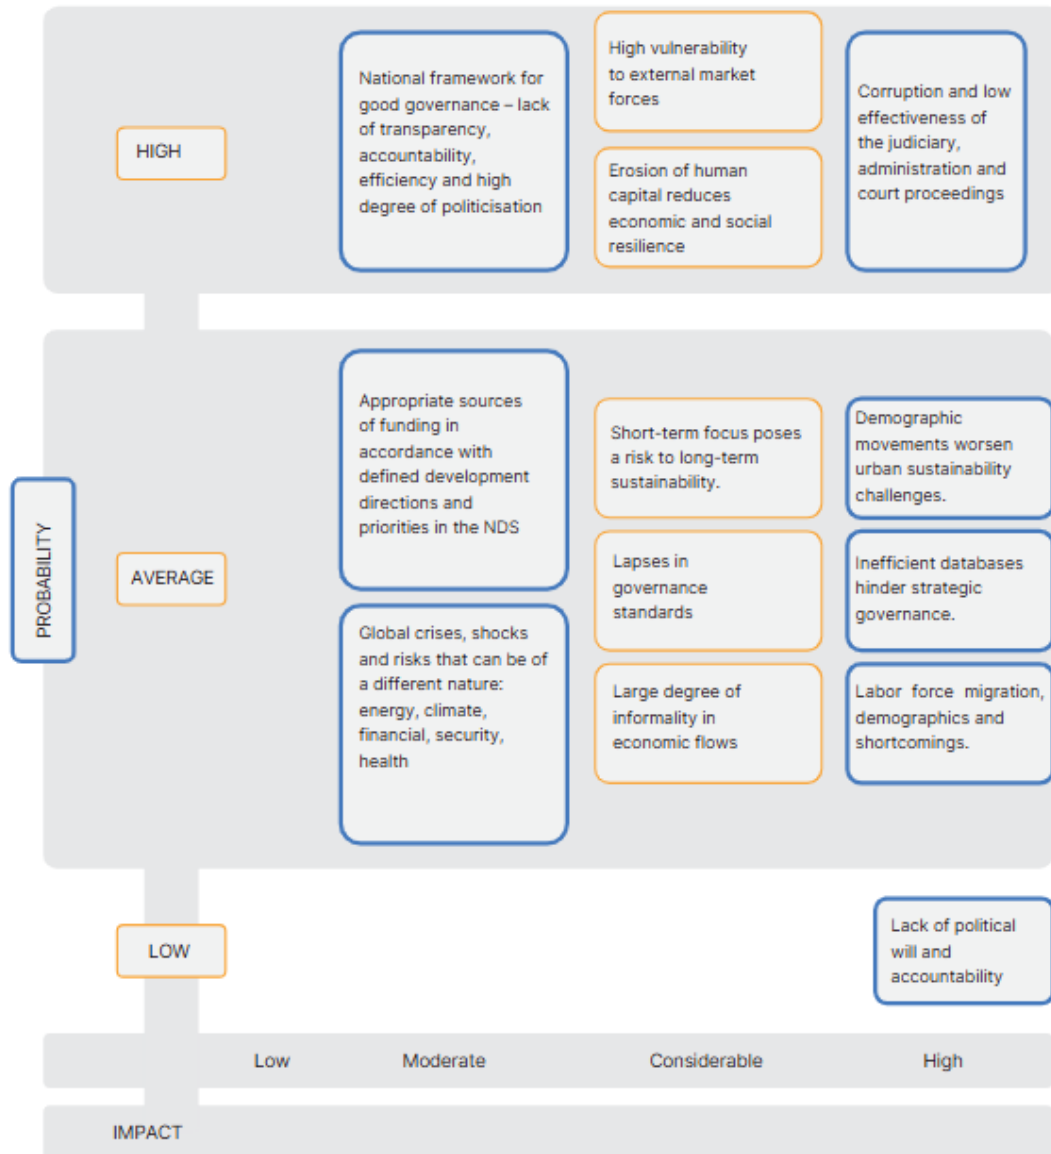 HIGH
National framework for
good governance – lack
of transparency,
accountability,
efficiency and high
degree of politicisation
High vulnerability
to external market
forces
Erosion of human
capital reduces
economic and social
resilience
Corruption and low
effectiveness of
the judiciary,
administration and
court proceedings
PROBABILITY
AVERAGE
Appropriate sources
of funding in
accordance with
defined development
directions and
priorities in the NDS
Global crises, shocks
and risks that can be of
a different nature:
energy, climate,
financial, security,
health
Short-term focus poses
a risk to long-term
sustainability.
Lapses in
governance
standards
Large degree of
informality in
economic flows
Demographic
movements worsen
urban sustainability
challenges.
Inefficient databases
hinder strategic
governance.
Labor force migration,
demographics and
shortcomings.
LOW
Lack of political
will and
accountability
Low Moderate Considerable High
IMPACT